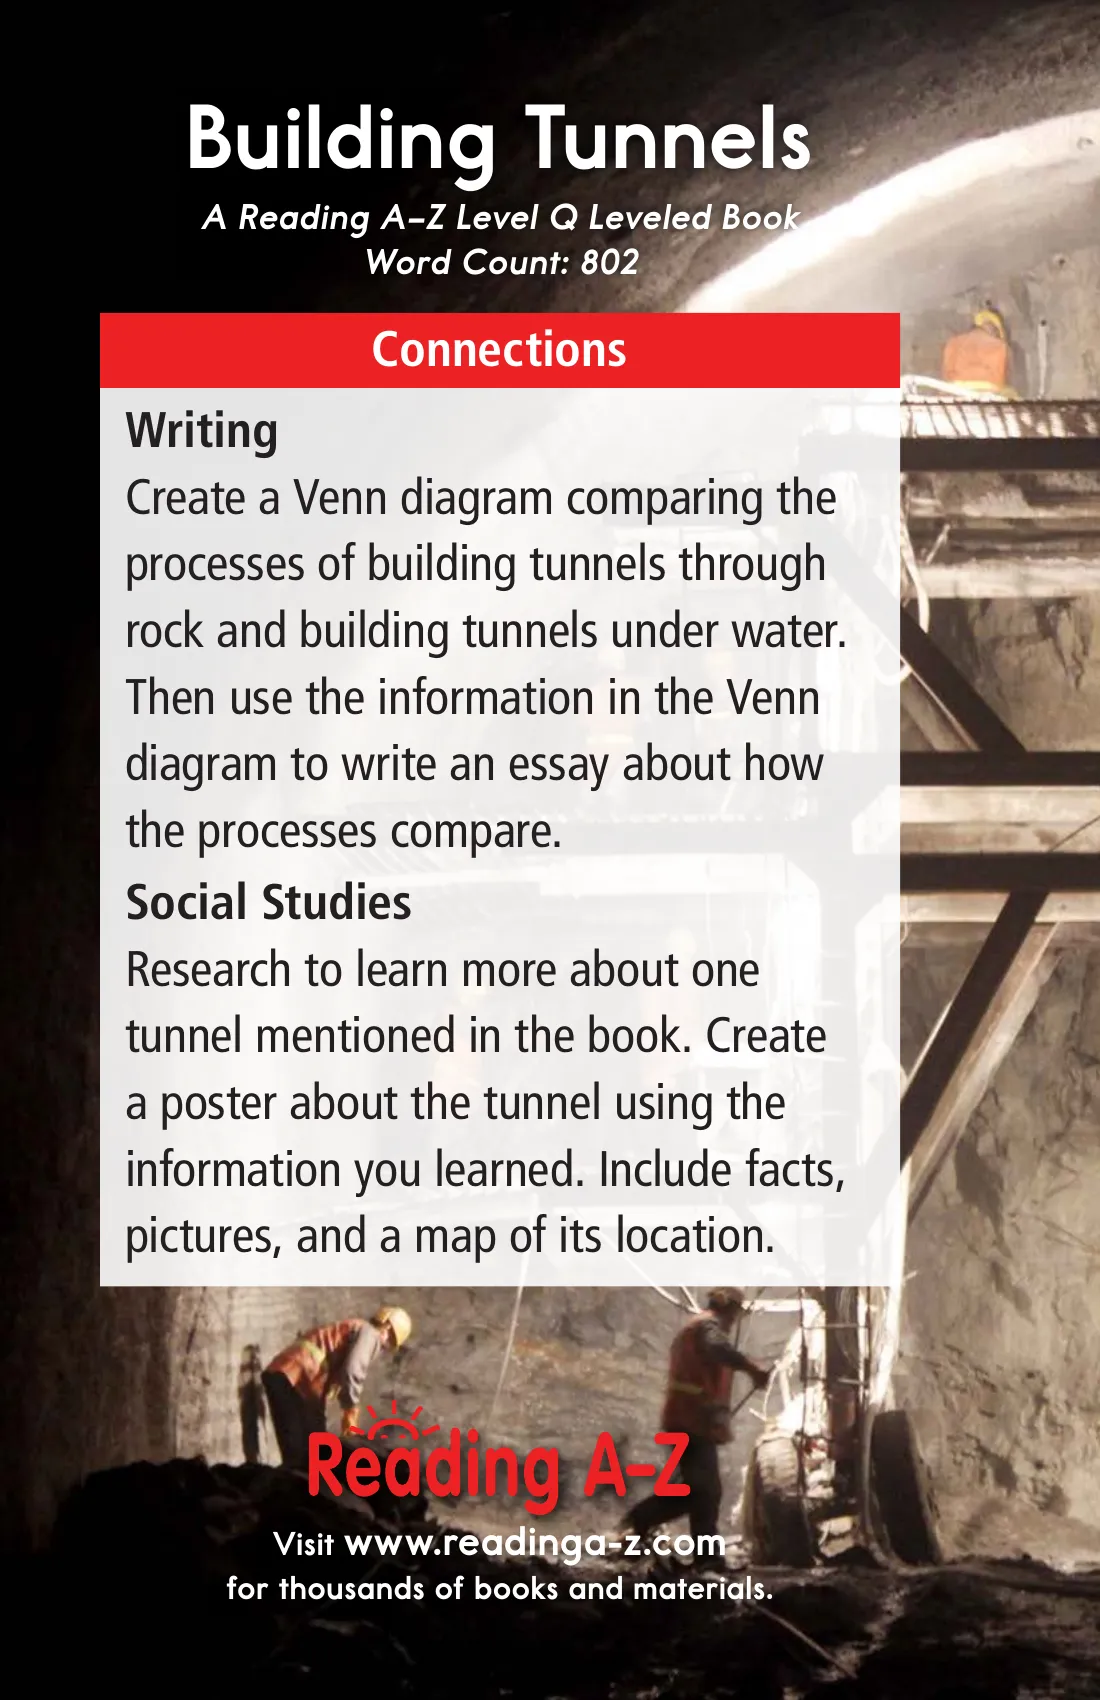 Building Tunnels
A Reading A–Z Level Q Leveled Book
Word Count: 802
Connections
Writing
Create a Venn diagram comparing the
processes of building tunnels through
rock and building tunnels under water.
Then use the information in the Venn
diagram to write an essay about how
the processes compare.
Social Studies
Research to learn more about one
tunnel mentioned in the book. Create
a poster about the tunnel using the
information you learned. Include facts,
pictures, and a map of its location.
Reading A–Z
Visit www.readinga-z.com
for thousands of books and materials.